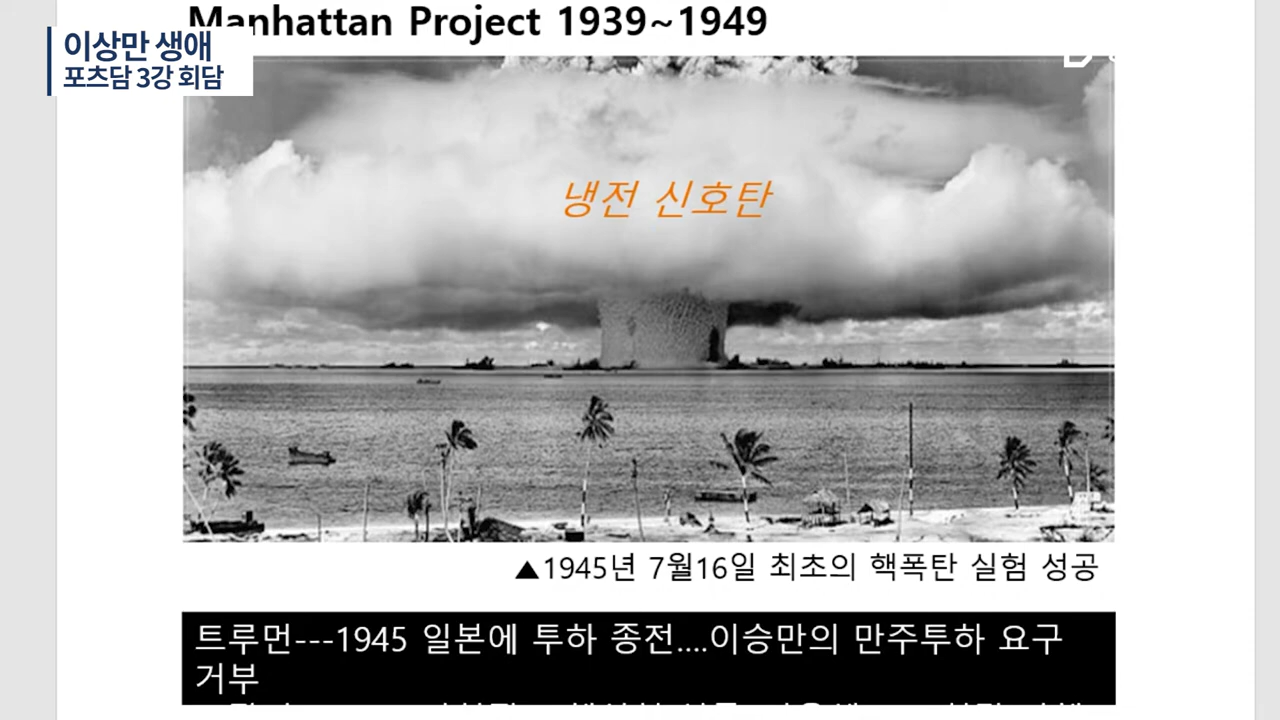 Manhattan Project 1939~1949
이상만 생애
포츠담 3강 회담
냉전 신호탄
▲1945년 7월16일 최초의 핵폭탄 실험 성공
트루먼---1945 일본에 투하 종전....이승만의 만주투하 요구
거부